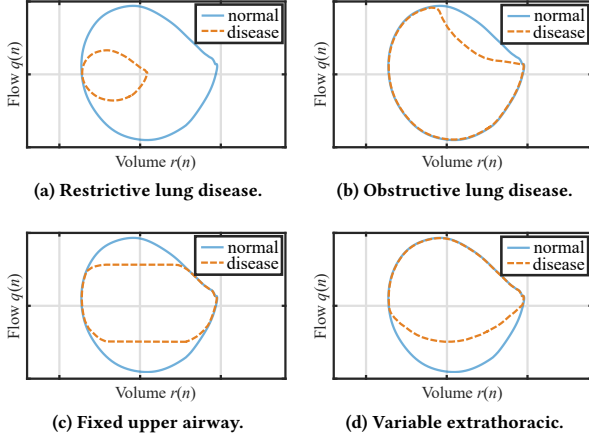 normal
disease
Flow q(n)
Volume r(n)
(a) Restrictive lung disease.
normal
disease
Flow q(n)
Volume r(n)
(b) Obstructive lung disease.
normal
disease
Flow q(n)
Volume r(n)
(c) Fixed upper airway.
normal
disease
Flow q(n)
Volume r(n)
(d) Variable extrathoracic.